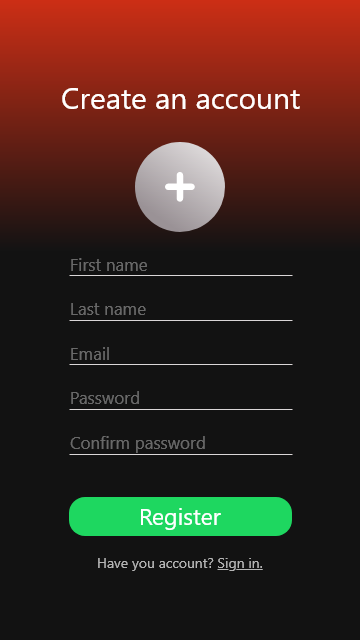 Create an account
First name
Last name
Email
Password
Confirm password
Register
Have you account? Sign in.